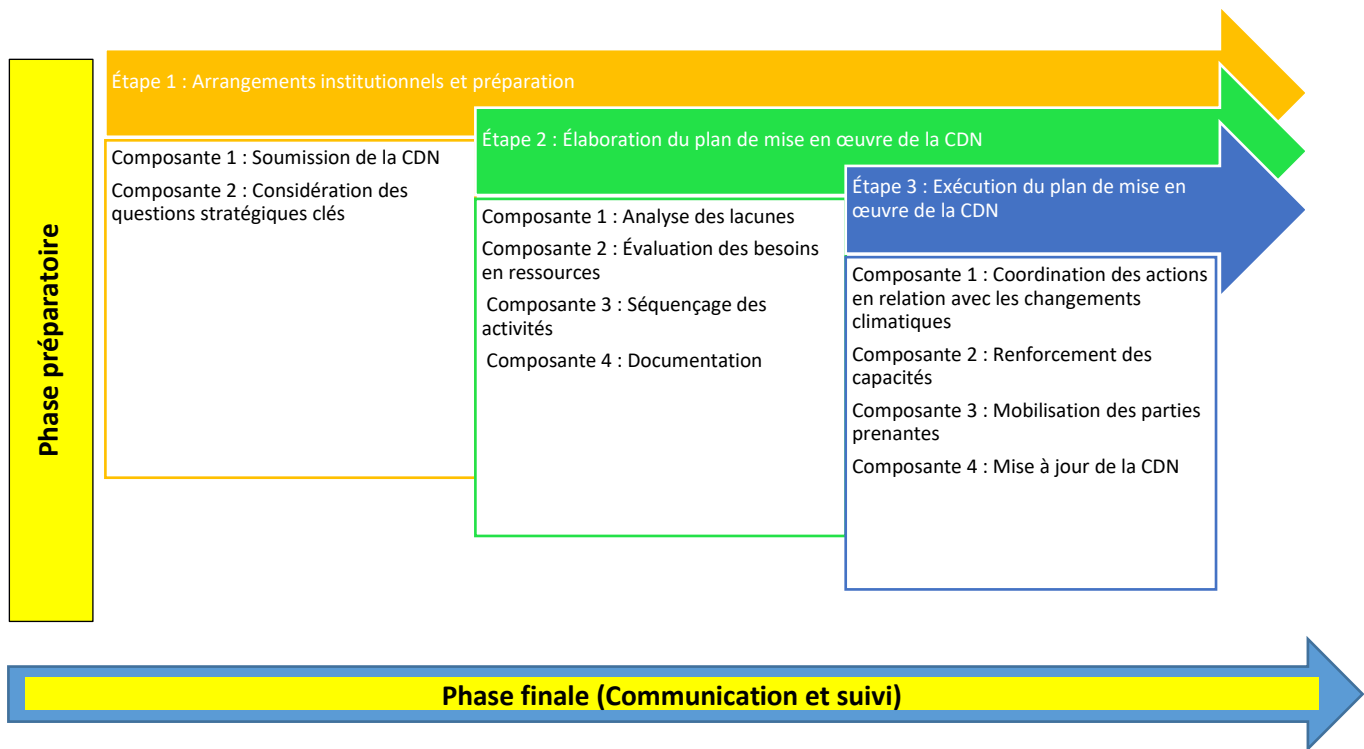 Phase préparatoire
Étape 1 : Arrangements institutionnels et préparation
Composante 1 : Soumission de la CDN
Composante 2 : Considération des
questions stratégiques clés
Étape 2 : Élaboration du plan de mise en œuvre de la CDN
Composante 1 : Analyse des lacunes
Composante 2 : Évaluation des besoins
en ressources
Composante 3 : Séquençage des
activités
Composante 4 : Documentation
Étape 3 : Exécution du plan de mise en
œuvre de la CDN
Composante 1 : Coordination des actions
en relation avec les changements
climatiques
Composante 2 : Renforcement des
capacités
Composante 3 : Mobilisation des parties
prenantes
Composante 4 : Mise à jour de la CDN
Phase finale (Communication et suivi)